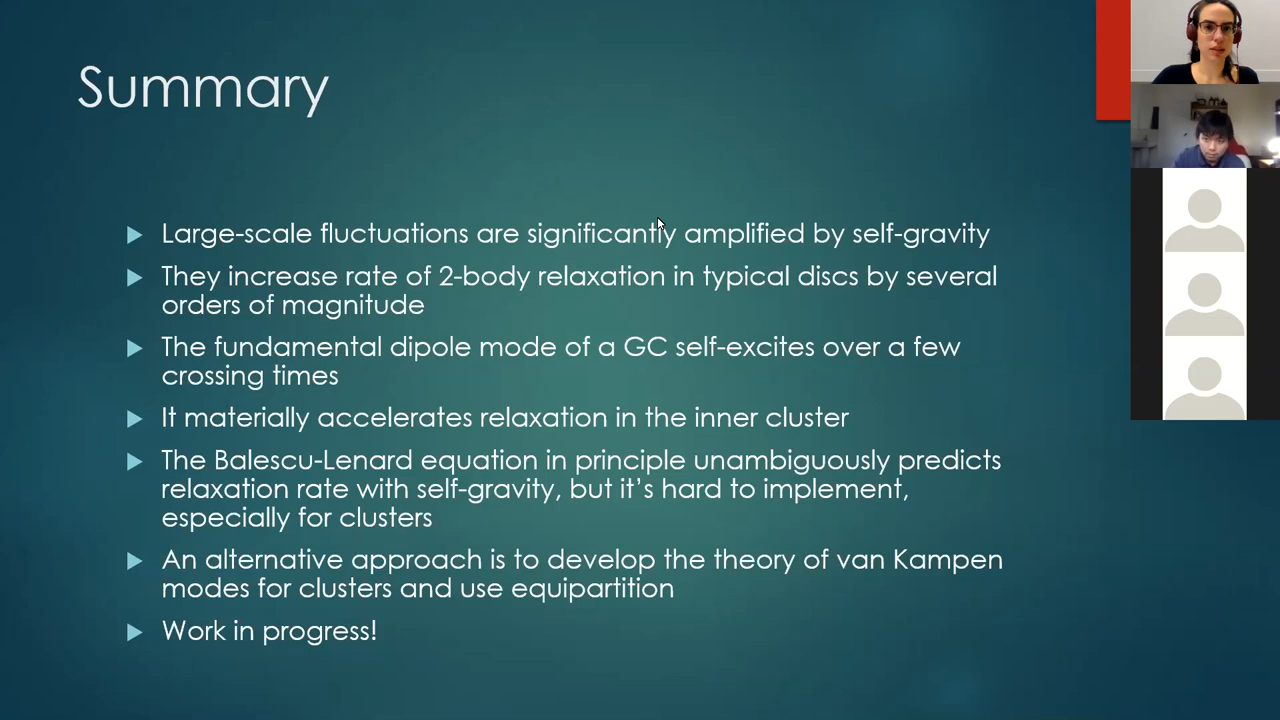 Summary
Large-scale fluctuations are significantly amplified by self-gravity
They increase rate of 2-body relaxation in typical discs by several
orders of magnitude
The fundamental dipole mode of a GC self-excites over a few
crossing times
It materially accelerates relaxation in the inner cluster
The Balescu-Lenard equation in principle unambiguously predicts
relaxation rate with self-gravity, but it’s hard to implement,
especially for clusters
An alternative approach is to develop the theory of van Kampen
modes for clusters and use equipartition
Work in progress!